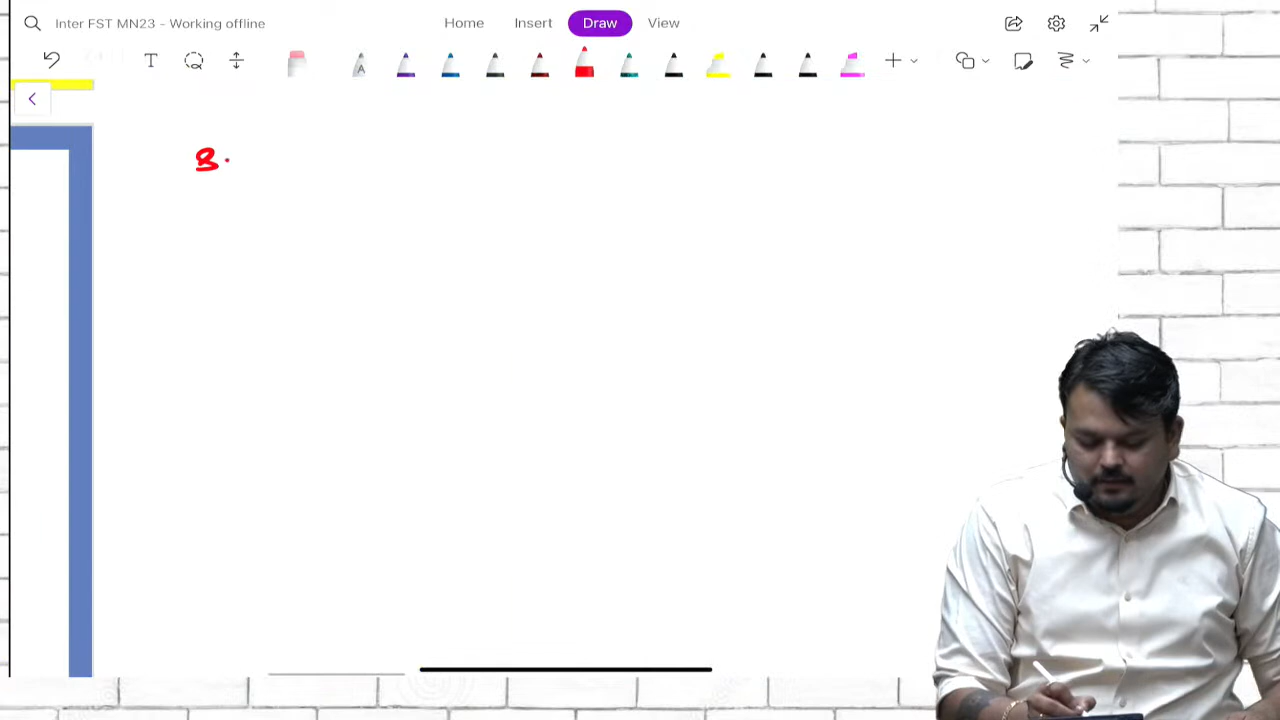 Inter FST MN23 – Working offline
Home Insert Draw View
T
A
8.